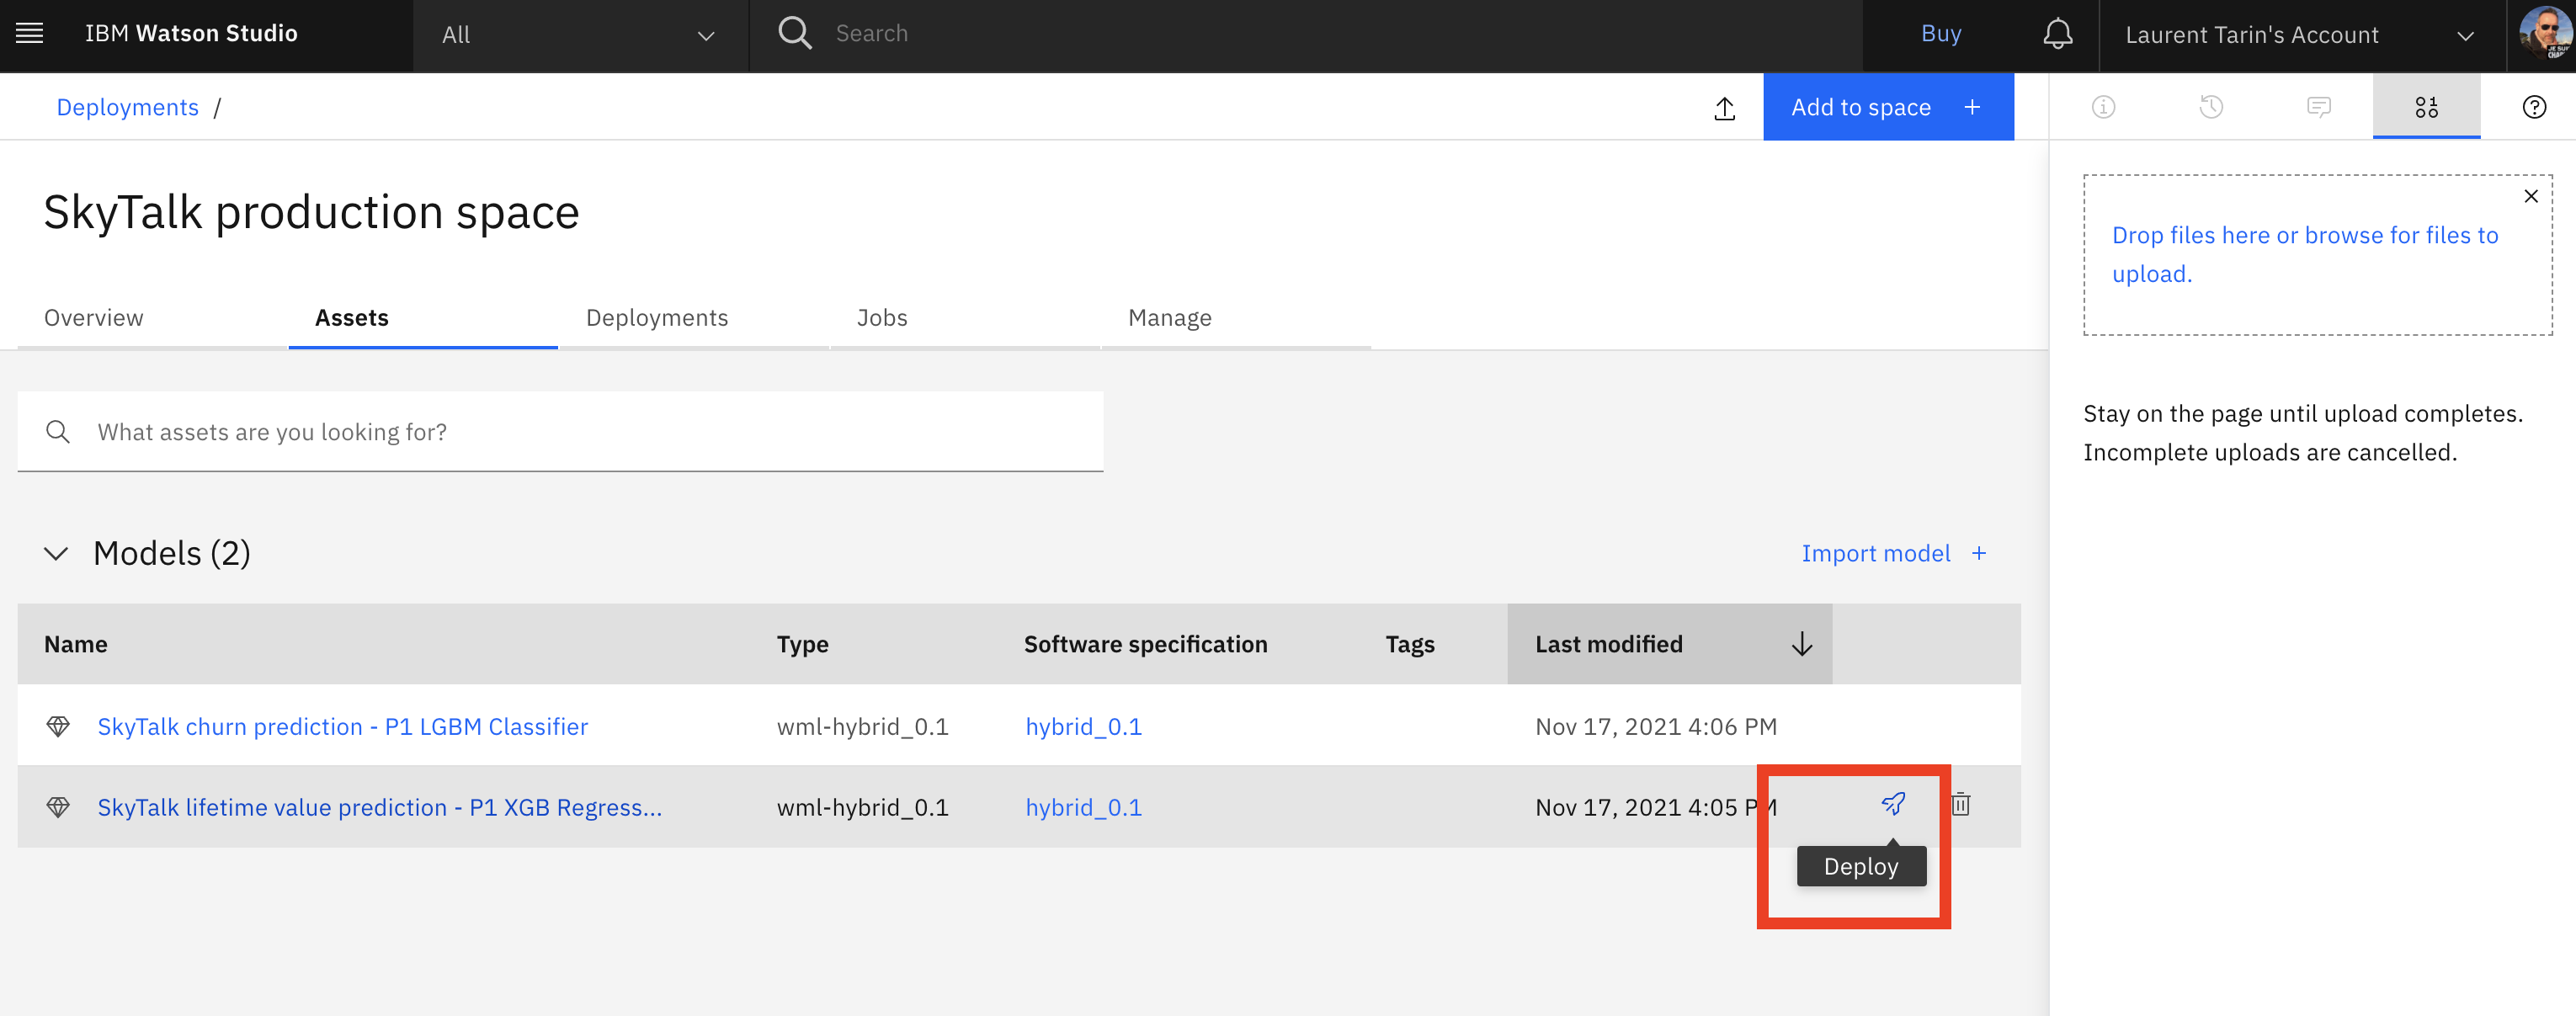 IBM Watson Studio
All
Search
Buy
Laurent Tarin's Account
Deployments /
Add to space +
SkyTalk production space
Overview
Assets
Deployments
Jobs
Manage
What assets are you looking for?
Models (2)
Import model +
Name
Type
Software specification
Tags
Last modified
SkyTalk churn prediction - P1 LGBM Classifier
wml-hybrid_0.1
hybrid_0.1
Nov 17, 2021 4:06 PM
SkyTalk lifetime value prediction - P1 XGB Regress...
wml-hybrid_0.1
hybrid_0.1
Nov 17, 2021 4:05 PM
Deploy
Drop files here or browse for files to
upload.
Stay on the page until upload completes.
Incomplete uploads are cancelled.